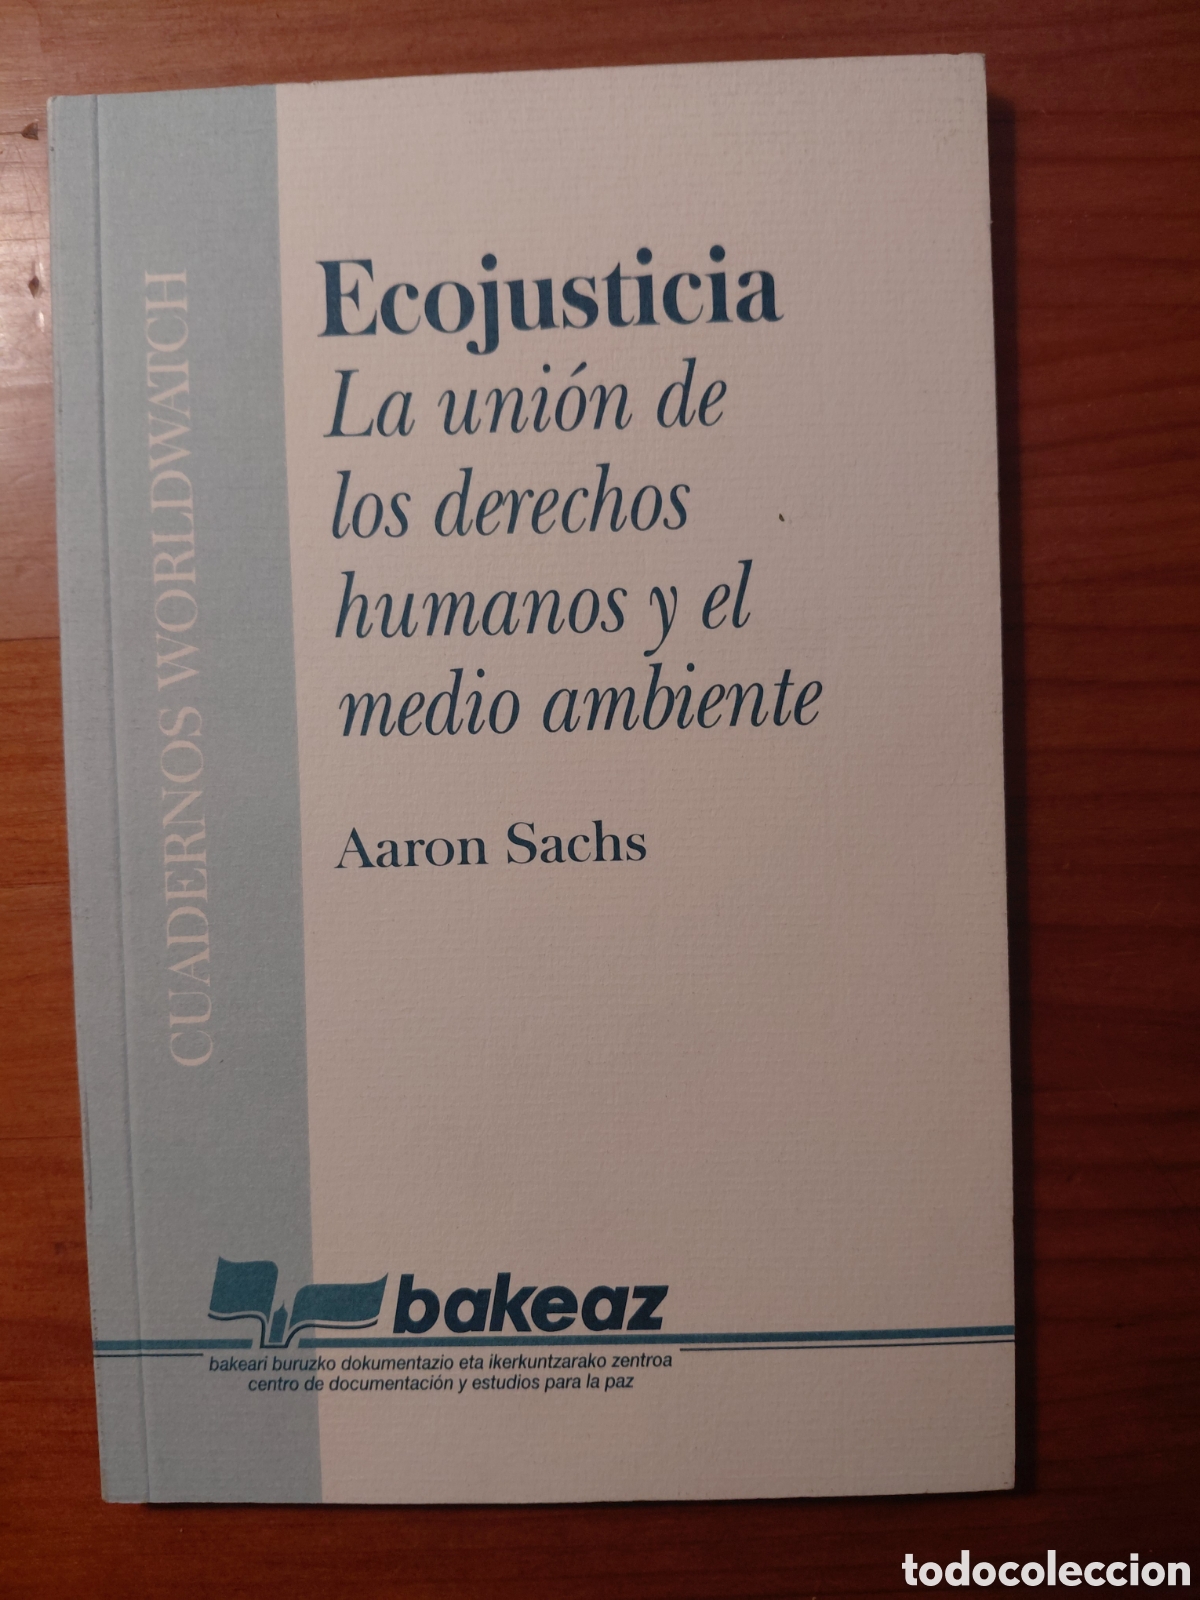 CUADERNOS WORLDWATCH
Ecojusticia
La unión de
los derechos
humanos y el
medio ambiente
Aaron Sachs
bakeaz
bakeari buruzko dokumentazio eta ikerkuntzarako zentroa
centro de documentación y estudios para la paz
todocoleccion